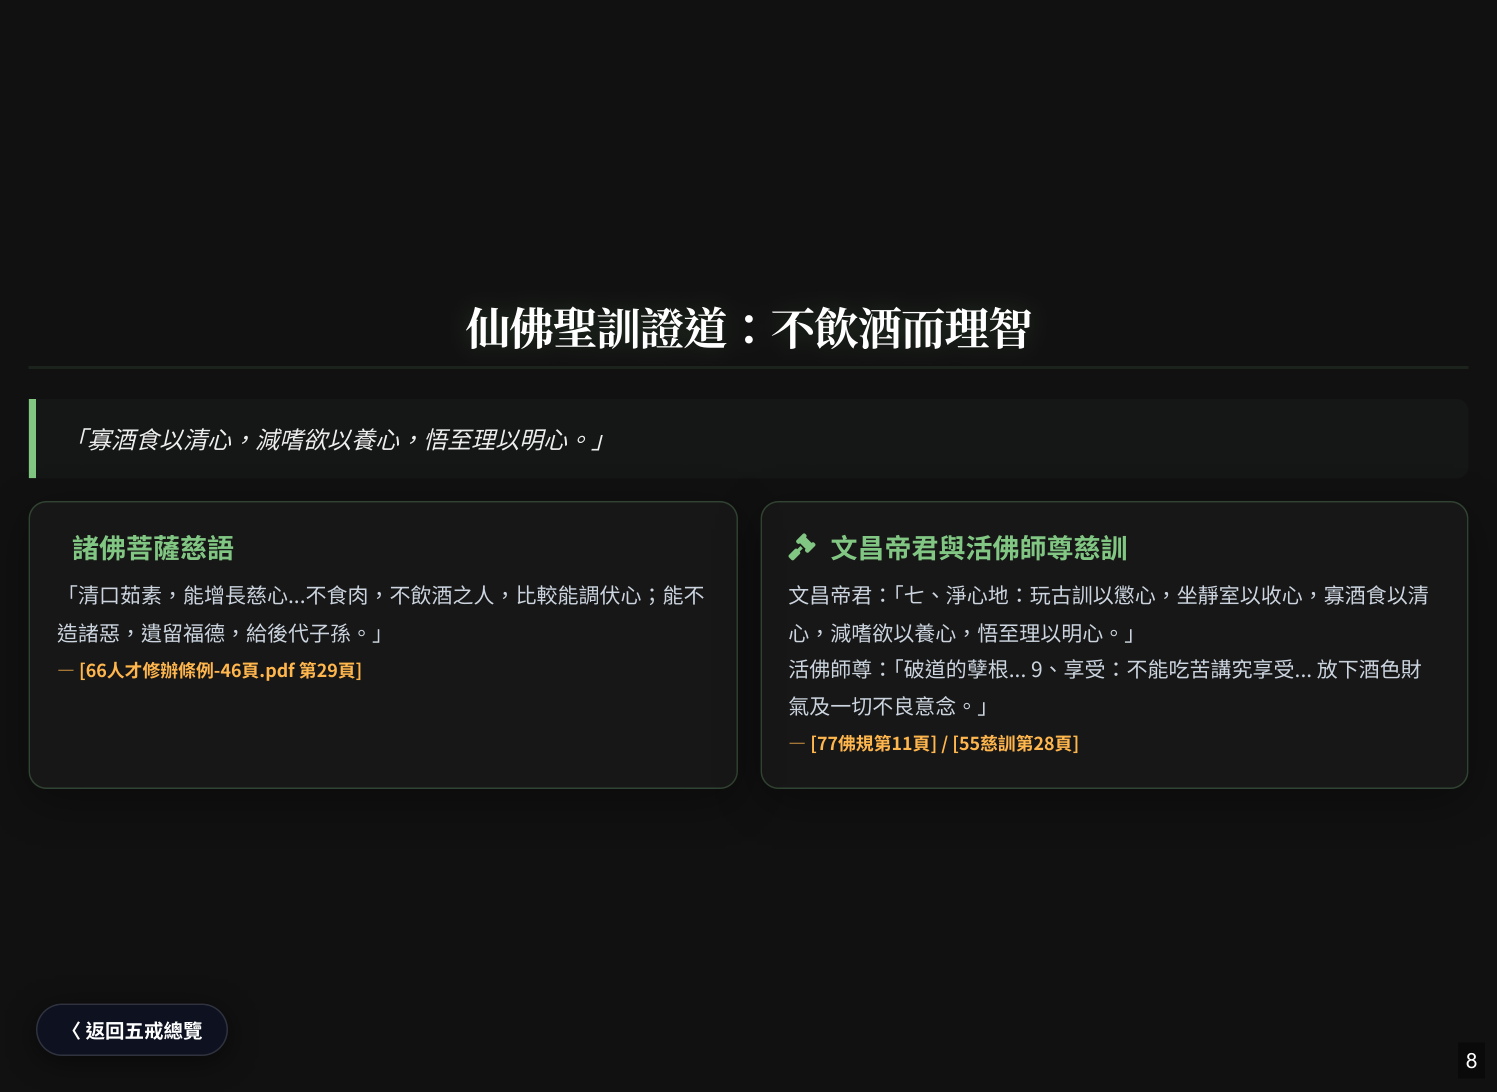 仙佛聖訓證道：不飲酒而理智
「寡酒食以清心，減嗜欲以養心，悟至理以明心。」
諸佛菩薩慈語
「清口茹素，能增長慈心...不食肉，不飲酒之人，比較能調伏心；能不
造諸惡，遺留福德，給後代子孫。」
— [66人才修辦條例-46頁.pdf 第29頁]
文昌帝君與活佛師尊慈訓
文昌帝君：「七、淨心地：玩古訓以懲心，坐靜室以收心，寡酒食以清
心，減嗜欲以養心，悟至理以明心。」
活佛師尊：「破道的孽根... 9、享受：不能吃苦講究享受... 放下酒色財
氣及一切不良意念。」
— [77佛規第11頁] / [55慈訓第28頁]
〈 返回五戒總覽
8